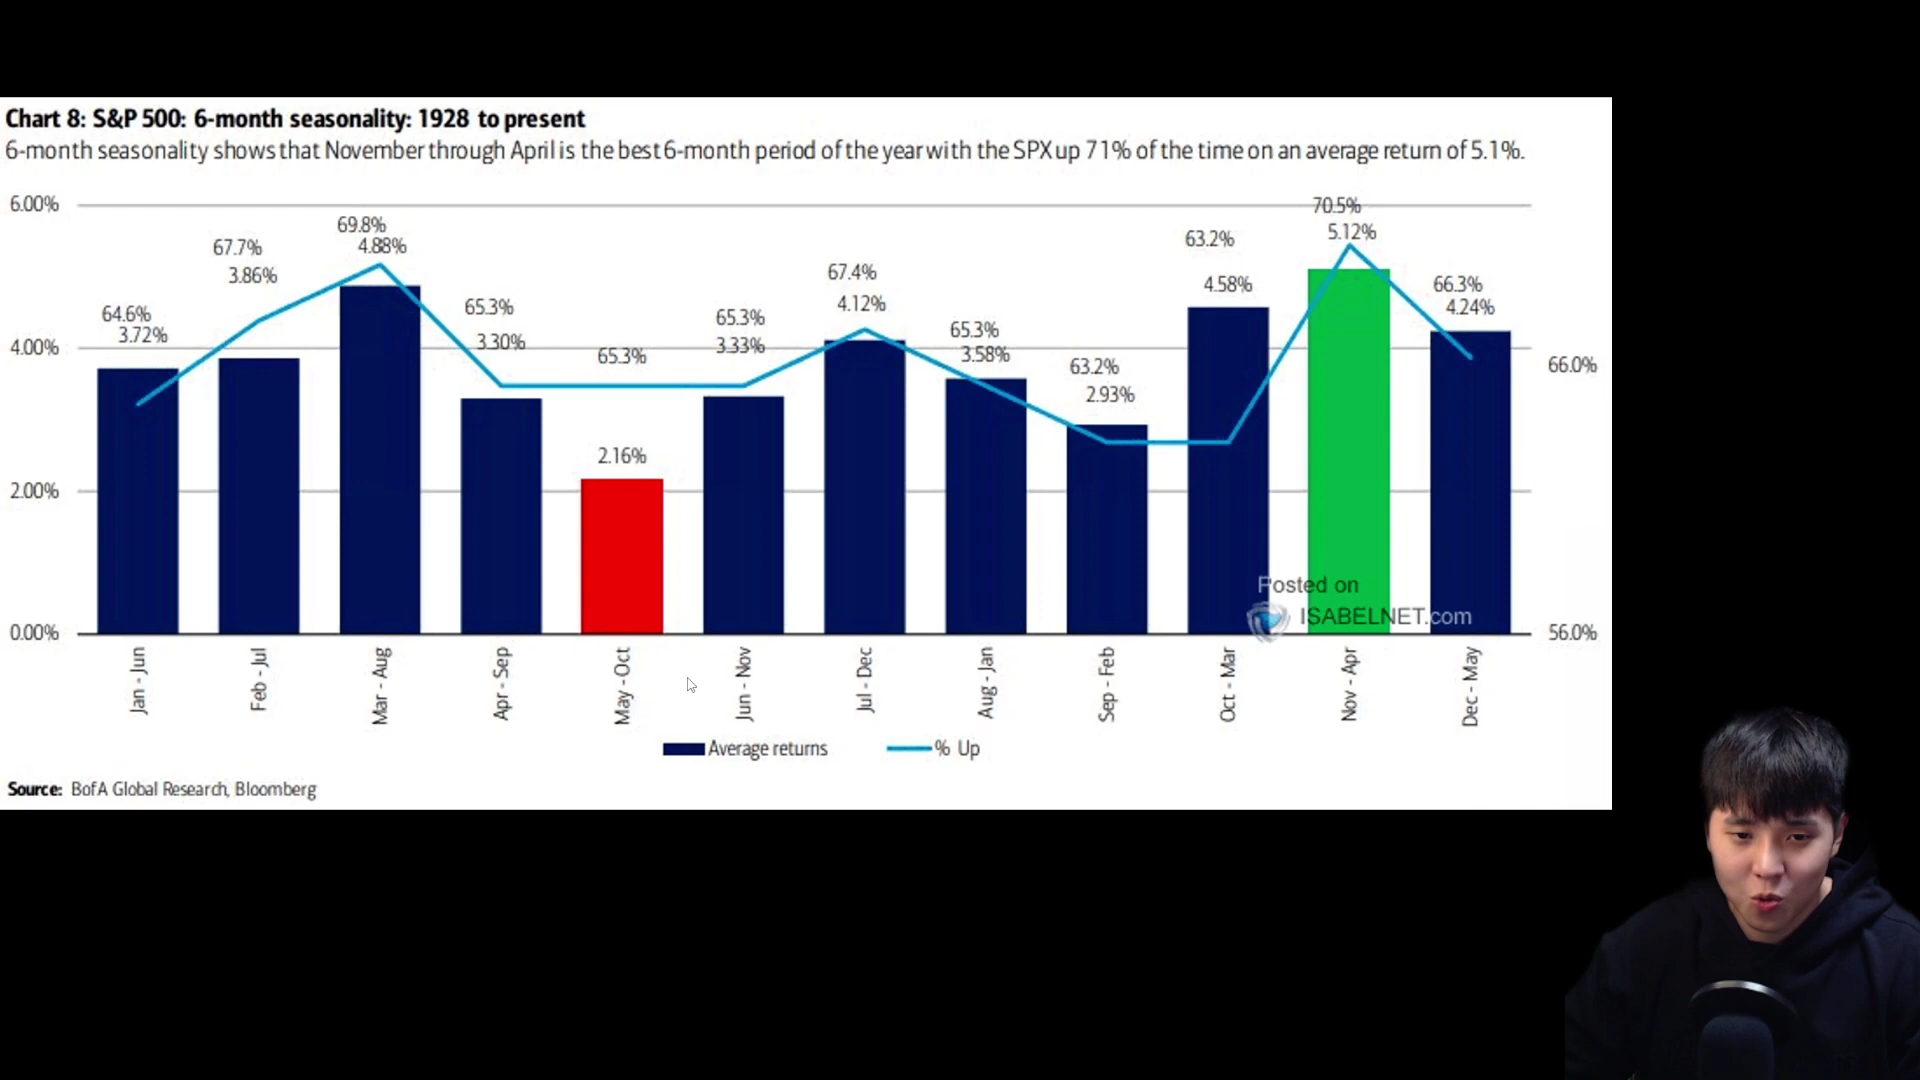 Chart 8: S&P 500: 6-month seasonality: 1928 to present
6-month seasonality shows that November through April is the best 6-month period of the year with the SPX up 71% of the time on an average return of 5.1%.
6.00%
4.00%
2.00%
0.00%
64.6%
3.72%
67.7%
3.86%
69.8%
4.88%
65.3%
3.30%
65.3%
2.16%
65.3%
3.33%
67.4%
4.12%
65.3%
3.58%
63.2%
2.93%
63.2%
4.58%
70.5%
5.12%
66.3%
4.24%
66.0%
56.0%
Posted on
ISABELNET.com
Jan - Jun
Feb - Jul
Mar - Aug
Apr - Sep
May - Oct
Jun - Nov
Jul - Dec
Aug - Jan
Sep - Feb
Oct - Mar
Nov - Apr
Dec - May
Average returns
% Up
Source: BofA Global Research, Bloomberg